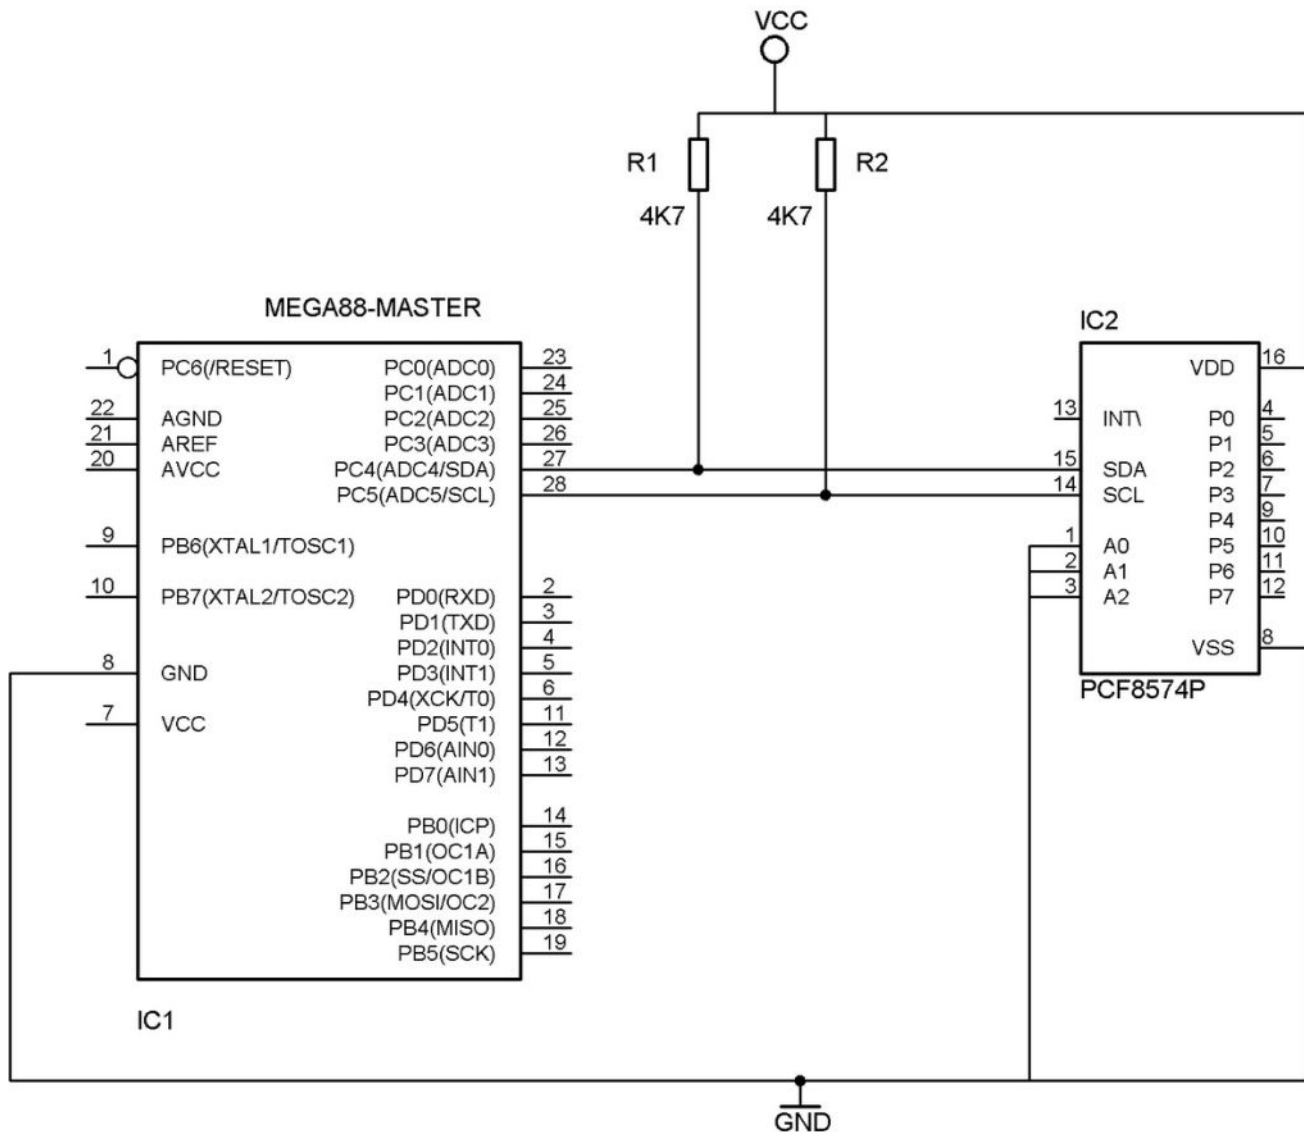 VCC
R1
4K7
R2
4K7
MEGA88-MASTER
1 PC6(/RESET)
22 AGND
21 AREF
20 AVCC
9 PB6(XTAL1/TOSC1)
10 PB7(XTAL2/TOSC2)
8 GND
7 VCC
PC0(ADC0) 23
PC1(ADC1) 24
PC2(ADC2) 25
PC3(ADC3) 26
PC4(ADC4/SDA) 27
PC5(ADC5/SCL) 28
PD0(RXD) 2
PD1(TXD) 3
PD2(INT0) 4
PD3(INT1) 5
PD4(XCK/T0) 6
PD5(T1) 11
PD6(AIN0) 12
PD7(AIN1) 13
PB0(ICP) 14
PB1(OC1A) 15
PB2(SS/OC1B) 16
PB3(MOSI/OC2) 17
PB4(MISO) 18
PB5(SCK) 19
IC1
IC2
13 INT\
15 SDA
14 SCL
1 A0
2 A1
3 A2
VDD 16
P0 4
P1 5
P2 6
P3 7
P4 9
P5 10
P6 11
P7 12
VSS 8
PCF8574P
GND